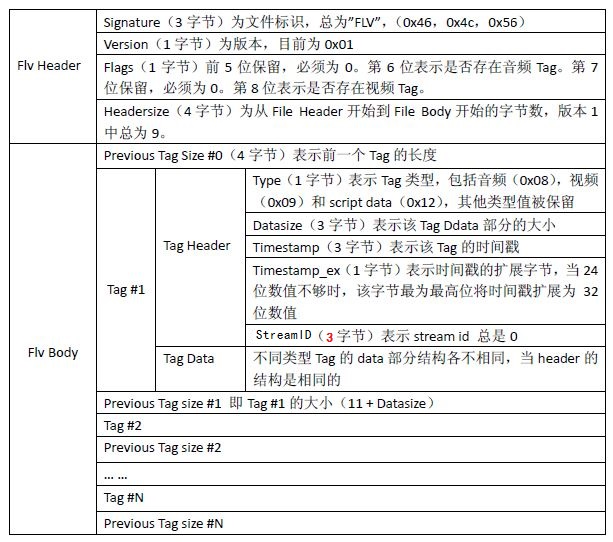 Flv Header
Signature（3 字节）为文件标识，总为”FLV”，（0x46，0x4c，0x56）
Version（1 字节）为版本，目前为 0x01
Flags（1 字节）前 5 位保留，必须为 0。第 6 位表示是否存在音频 Tag。第 7
位保留，必须为 0。第 8 位表示是否存在视频 Tag。
Headersize（4 字节）为从 File Header 开始到 File Body 开始的字节数，版本 1
中总为 9。
Flv Body
Previous Tag Size #0（4 字节）表示前一个 Tag 的长度
Tag #1
Tag Header
Type（1 字节）表示 Tag 类型，包括音频（0x08），视频
（0x09）和 script data（0x12），其他类型值被保留
Datasize（3 字节）表示该 Tag Ddata 部分的大小
Timestamp（3 字节）表示该 Tag 的时间戳
Timestamp_ex（1 字节）表示时间戳的扩展字节，当 24
位数值不够时，该字节最为最高位将时间戳扩展为 32
位数值
StreamID（3 字节）表示 stream id 总是 0
Tag Data
不同类型 Tag 的 data 部分结构各不相同，当 header 的
结构是相同的
Previous Tag size #1 即 Tag #1 的大小（11 + Datasize）
Tag #2
Previous Tag size #2
... ...
Tag #N
Previous Tag size #N